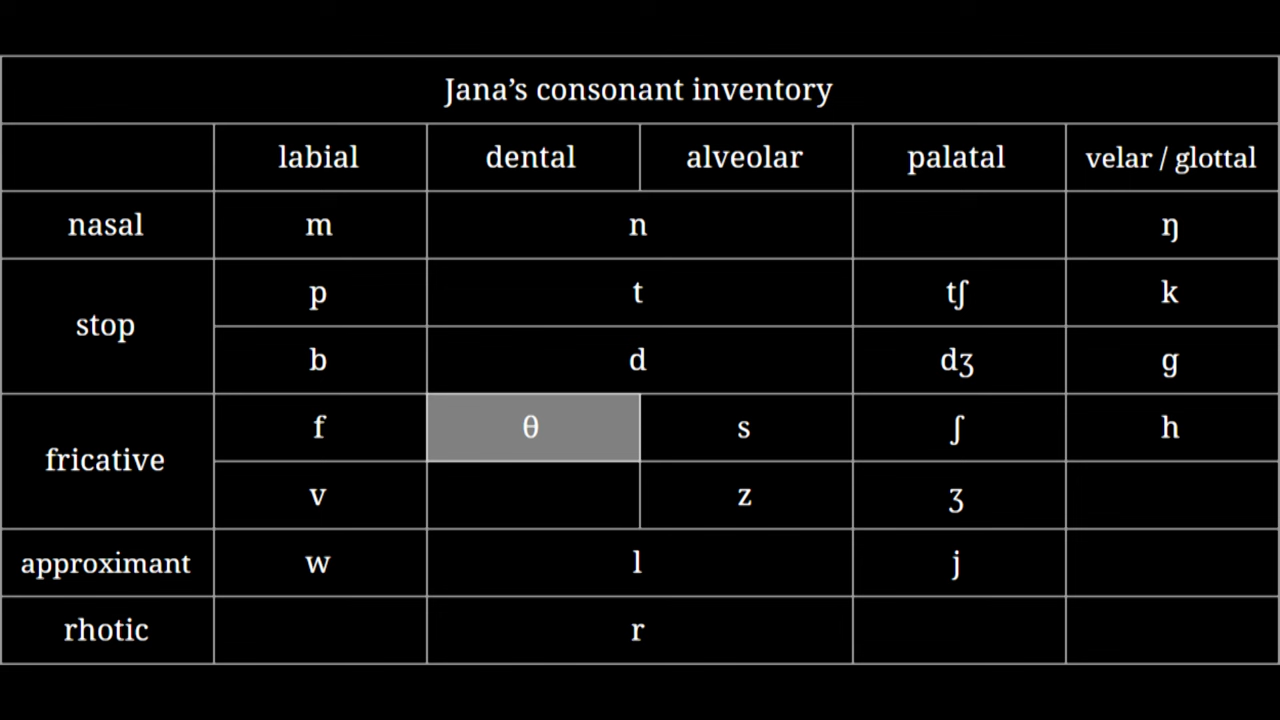 Jana’s consonant inventory
labial dental alveolar palatal velar / glottal
nasal m n ŋ
stop
p t tʃ k
b d dʒ g
fricative
f θ s ʃ h
v z ʒ
approximant w l j
rhotic r